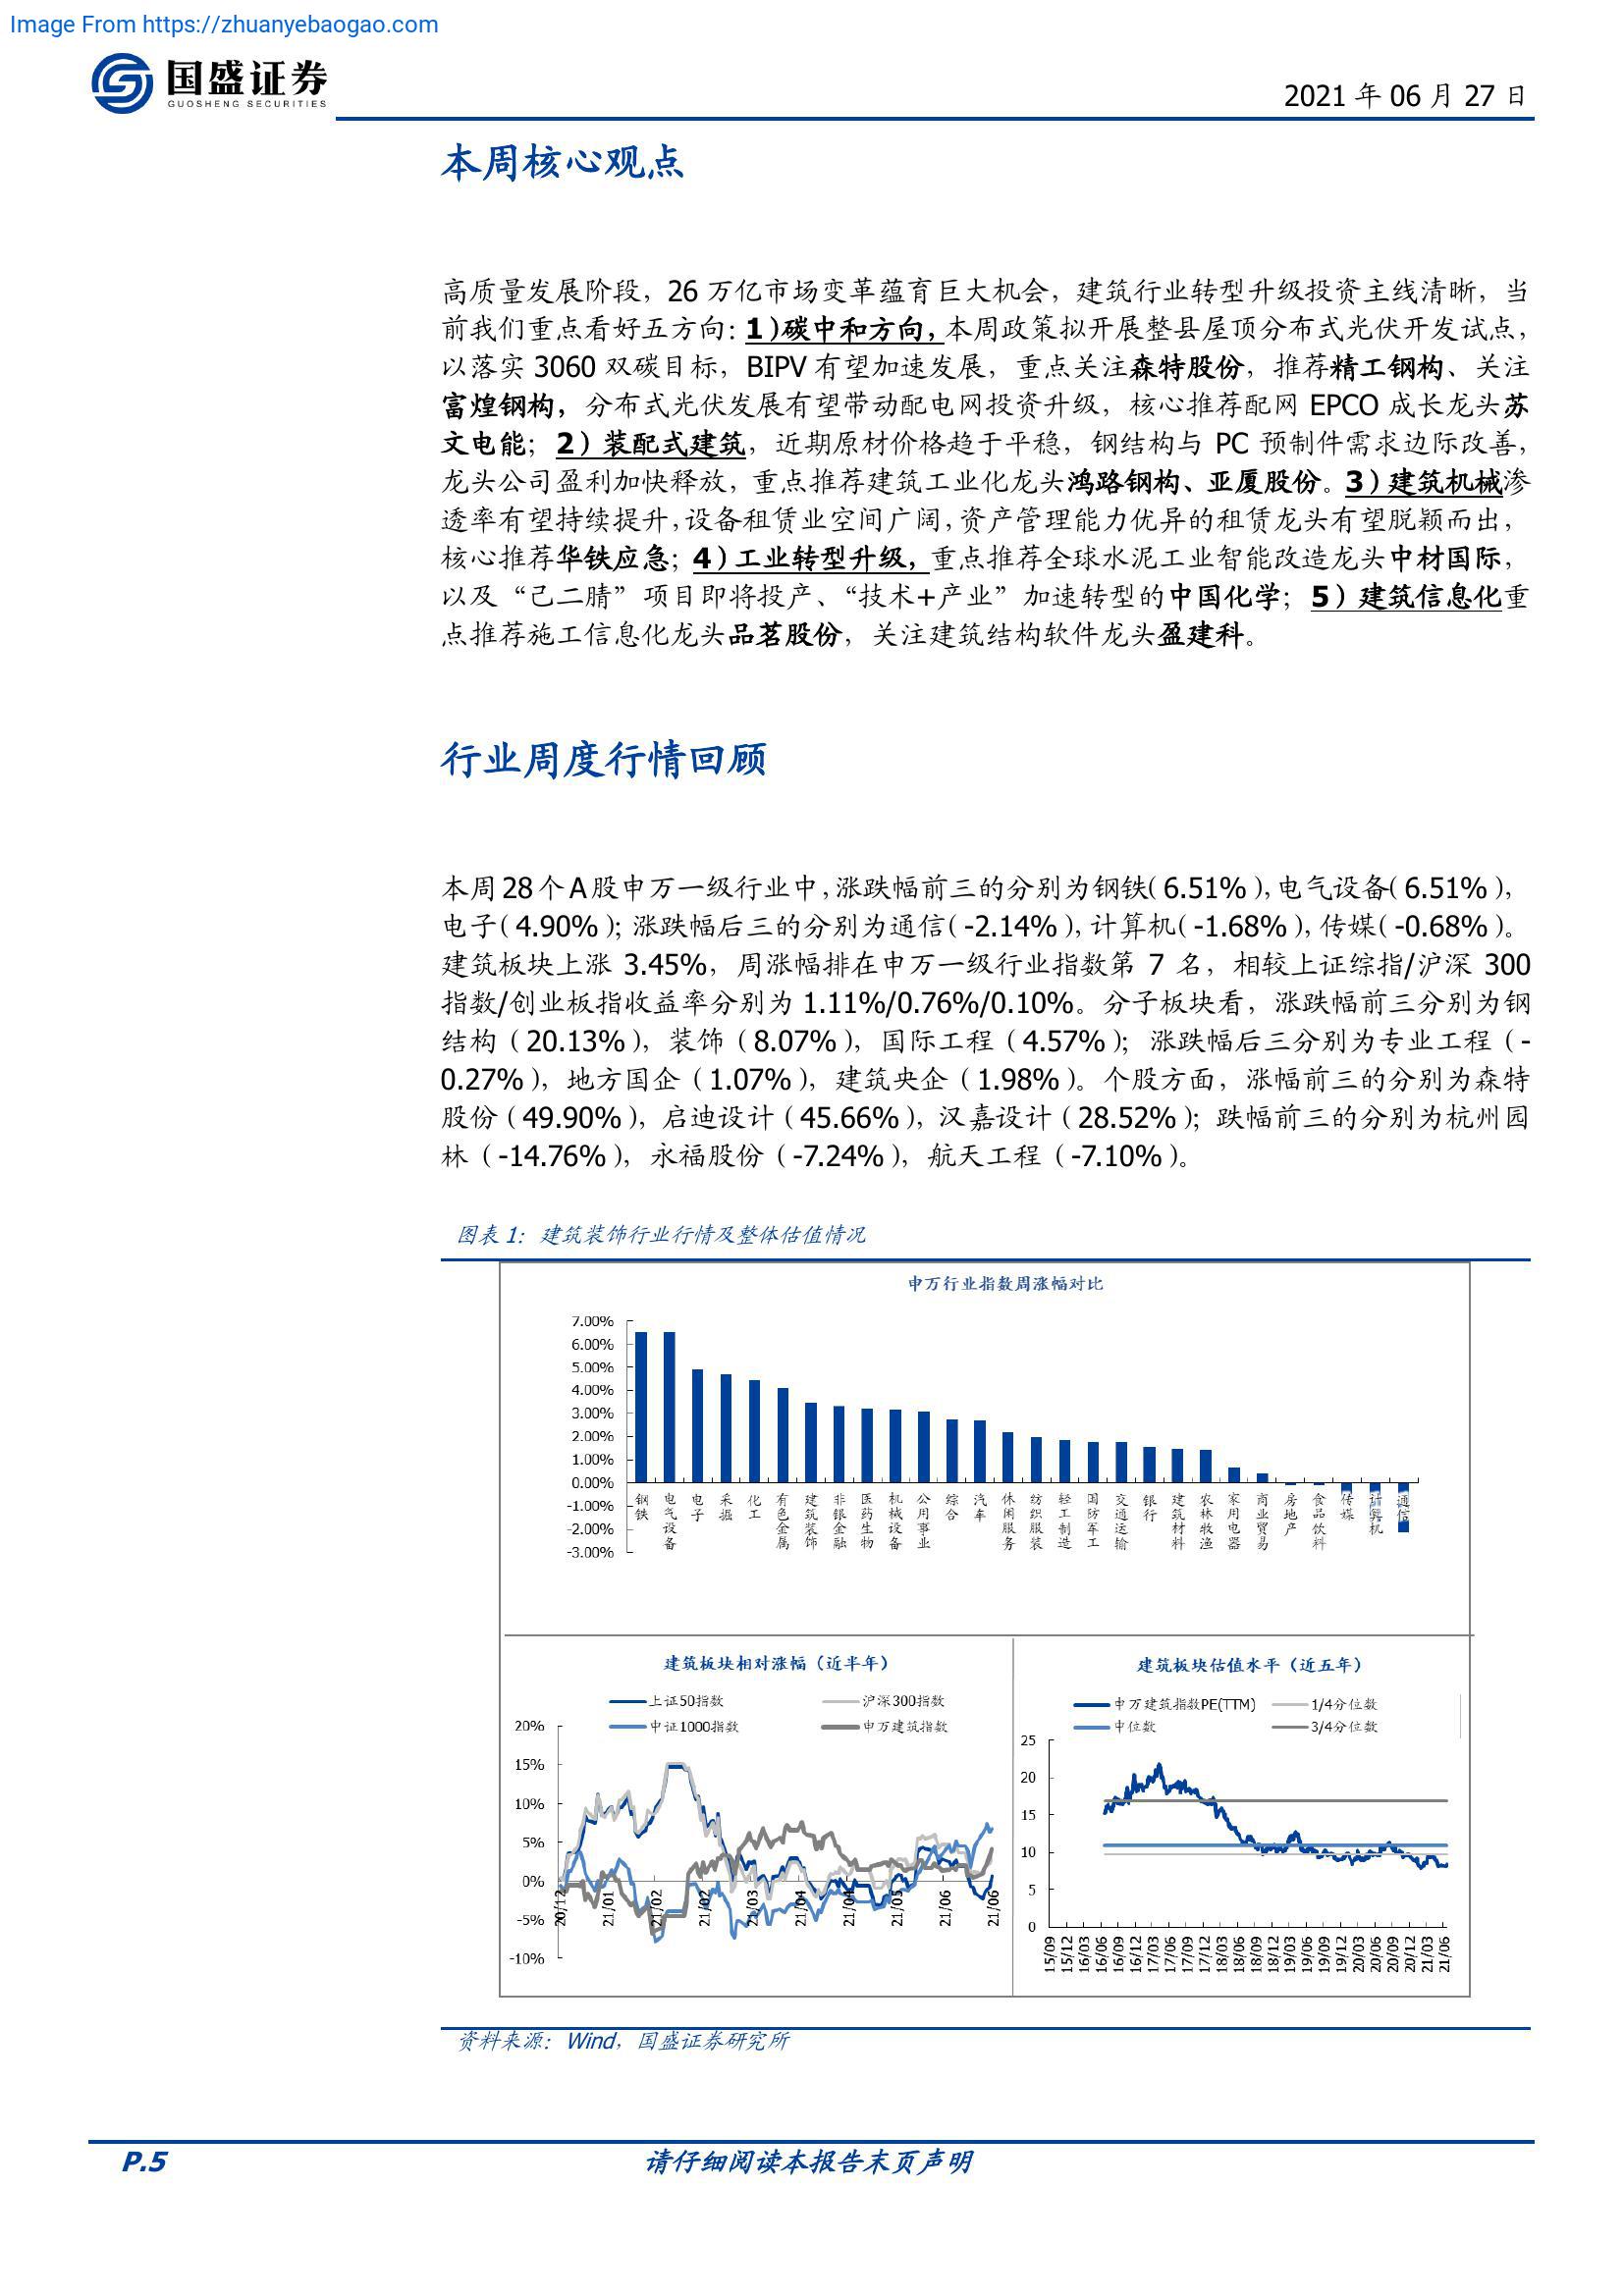 Image From https://zhuanyebaogao.com
国盛证券
GUOSHENG SECURITIES
2021 年 06 月 27 日
本周核心观点
高质量发展阶段，26 万亿市场变革蕴育巨大机会，建筑行业转型升级投资主线清晰，当
前我们重点看好五方向：1）碳中和方向，本周政策拟开展整县屋顶分布式光伏开发试点，
以落实 3060 双碳目标，BIPV 有望加速发展，重点关注森特股份，推荐精工钢构、关注
富煌钢构，分布式光伏发展有望带动配电网投资升级，核心推荐配网 EPCO 成长龙头苏
文电能；2）装配式建筑，近期原材价格趋于平稳，钢结构与 PC 预制件需求边际改善，
龙头公司盈利加快释放，重点推荐建筑工业化龙头鸿路钢构、亚厦股份。3）建筑机械渗
透率有望持续提升，设备租赁业空间广阔，资产管理能力优异的租赁龙头有望脱颖而出，
核心推荐华铁应急；4）工业转型升级，重点推荐全球水泥工业智能改造龙头中材国际，
以及“己二腈”项目即将投产、“技术+产业”加速转型的中国化学；5）建筑信息化重
点推荐施工信息化龙头品茗股份，关注建筑结构软件龙头盈建科。
行业周度行情回顾
本周 28 个 A 股申万一级行业中，涨跌幅前三的分别为钢铁（6.51%），电气设备（6.51%），
电子（4.90%）；涨跌幅后三的分别为通信（-2.14%），计算机（-1.68%），传媒（-0.68%）。
建筑板块上涨 3.45%，周涨幅排在申万一级行业指数第 7 名，相较上证综指/沪深 300
指数/创业板指收益率分别为 1.11%/0.76%/0.10%。分子板块看，涨跌幅前三分别为钢
结构（20.13%），装饰（8.07%），国际工程（4.57%）；涨跌幅后三分别为专业工程（-
0.27%），地方国企（1.07%），建筑央企（1.98%）。个股方面，涨幅前三的分别为森特
股份（49.90%），启迪设计（45.66%），汉嘉设计（28.52%）；跌幅前三的分别为杭州园
林（-14.76%），永福股份（-7.24%），航天工程（-7.10%）。
图表 1：建筑装饰行业行情及整体估值情况
申万行业指数周涨幅对比
7.00%
6.00%
5.00%
4.00%
3.00%
2.00%
1.00%
0.00%
-1.00%
-2.00%
-3.00%
钢铁
电气设备
电子
采掘
化工
有色金属
建筑装饰
非银金融
医药生物
机械设备
公用事业
综合
汽车
休闲服务
纺织服装
轻工制造
国防军工
交通运输
银行
建筑材料
农林牧渔
家用电器
商业贸易
房地产
食品饮料
传媒
计算机
通信
建筑板块相对涨幅（近半年）
上证50指数
沪深300指数
中证1000指数
申万建筑指数
20%
15%
10%
5%
0%
-5%
-10%
20/12
21/01
21/02
21/02
21/03
21/04
21/04
21/05
21/06
21/06
建筑板块估值水平（近五年）
申万建筑指数PE(TTM)
1/4分位数
中位数
3/4分位数
25
20
15
10
5
0
15/09
15/12
16/03
16/06
16/09
16/12
17/03
17/06
17/09
17/12
18/03
18/06
18/09
18/12
19/03
19/06
19/09
19/12
20/03
20/06
20/09
20/12
21/03
21/06
资料来源：Wind，国盛证券研究所
P.5
请仔细阅读本报告末页声明